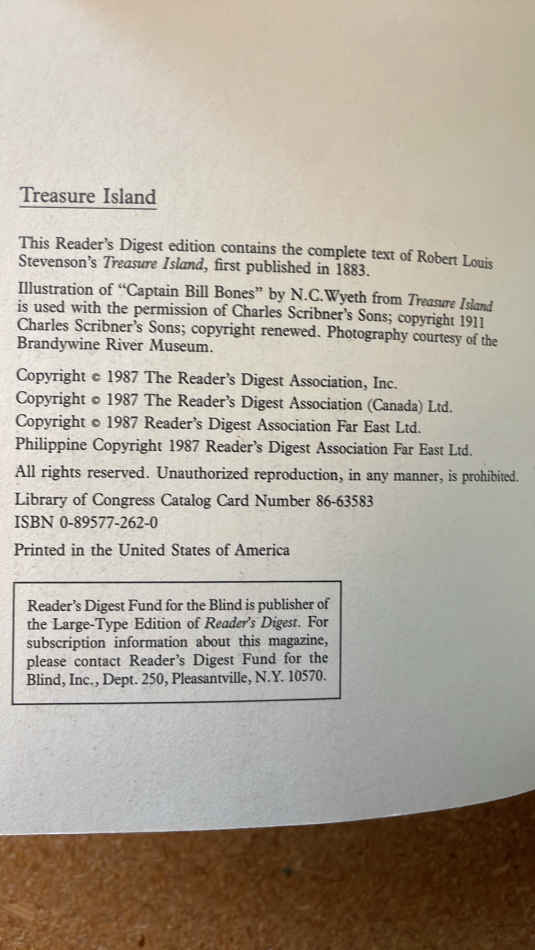 Treasure Island
This Reader's Digest edition contains the complete text of Robert Louis
Stevenson's Treasure Island, first published in 1883.
Illustration of "Captain Bill Bones" by N.C.Wyeth from Treasure Island
is used with the permission of Charles Scribner's Sons; copyright 1911
Charles Scribner's Sons; copyright renewed. Photography courtesy of the
Brandywine River Museum.
Copyright © 1987 The Reader's Digest Association, Inc.
Copyright © 1987 The Reader's Digest Association (Canada) Ltd.
Copyright © 1987 Reader's Digest Association Far East Ltd.
Philippine Copyright 1987 Reader's Digest Association Far East Ltd.
All rights reserved. Unauthorized reproduction, in any manner, is prohibited.
Library of Congress Catalog Card Number 86-63583
ISBN 0-89577-262-0
Printed in the United States of America
Reader's Digest Fund for the Blind is publisher of
the Large-Type Edition of Reader's Digest. For
subscription information about this magazine,
please contact Reader's Digest Fund for the
Blind, Inc., Dept. 250, Pleasantville, N.Y. 10570.